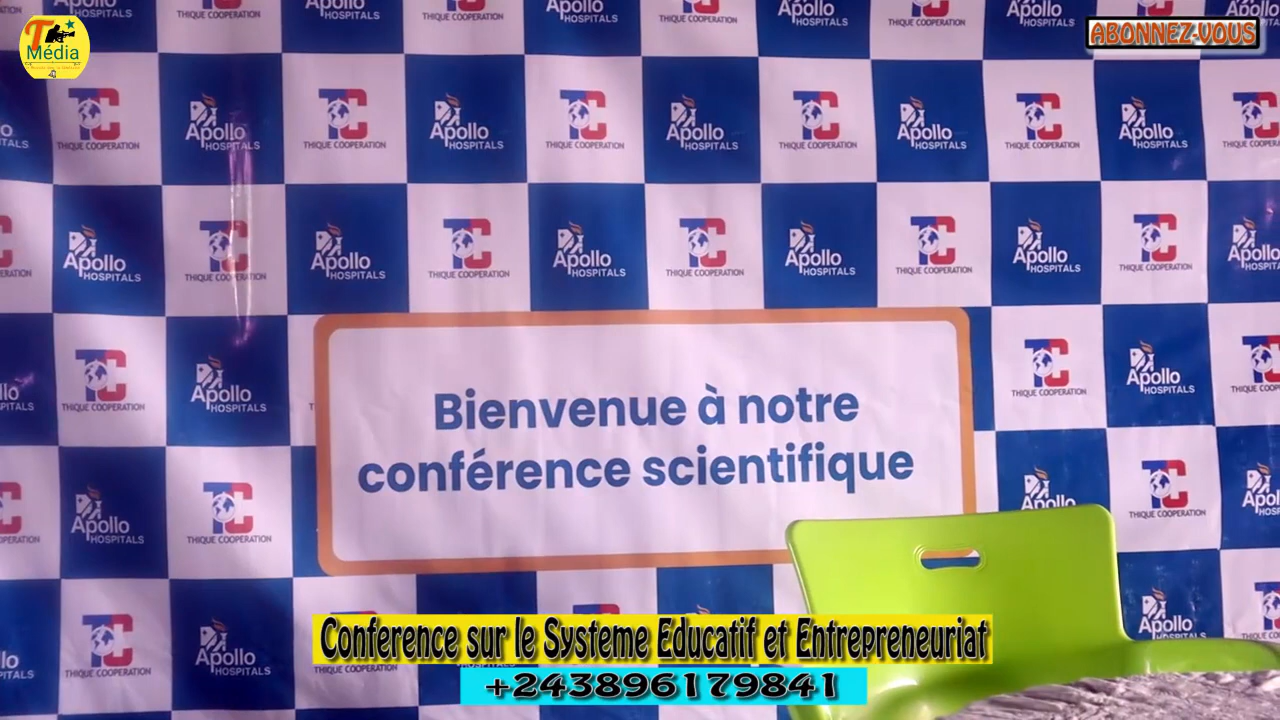 T
Média
ABONNEZ-VOUS
Apollo HOSPITALS
TC THIQUE COOPERATION
Bienvenue à notre
conférence scientifique
Conference sur le Systeme Educatif et Entrepreneuriat
+243896179841